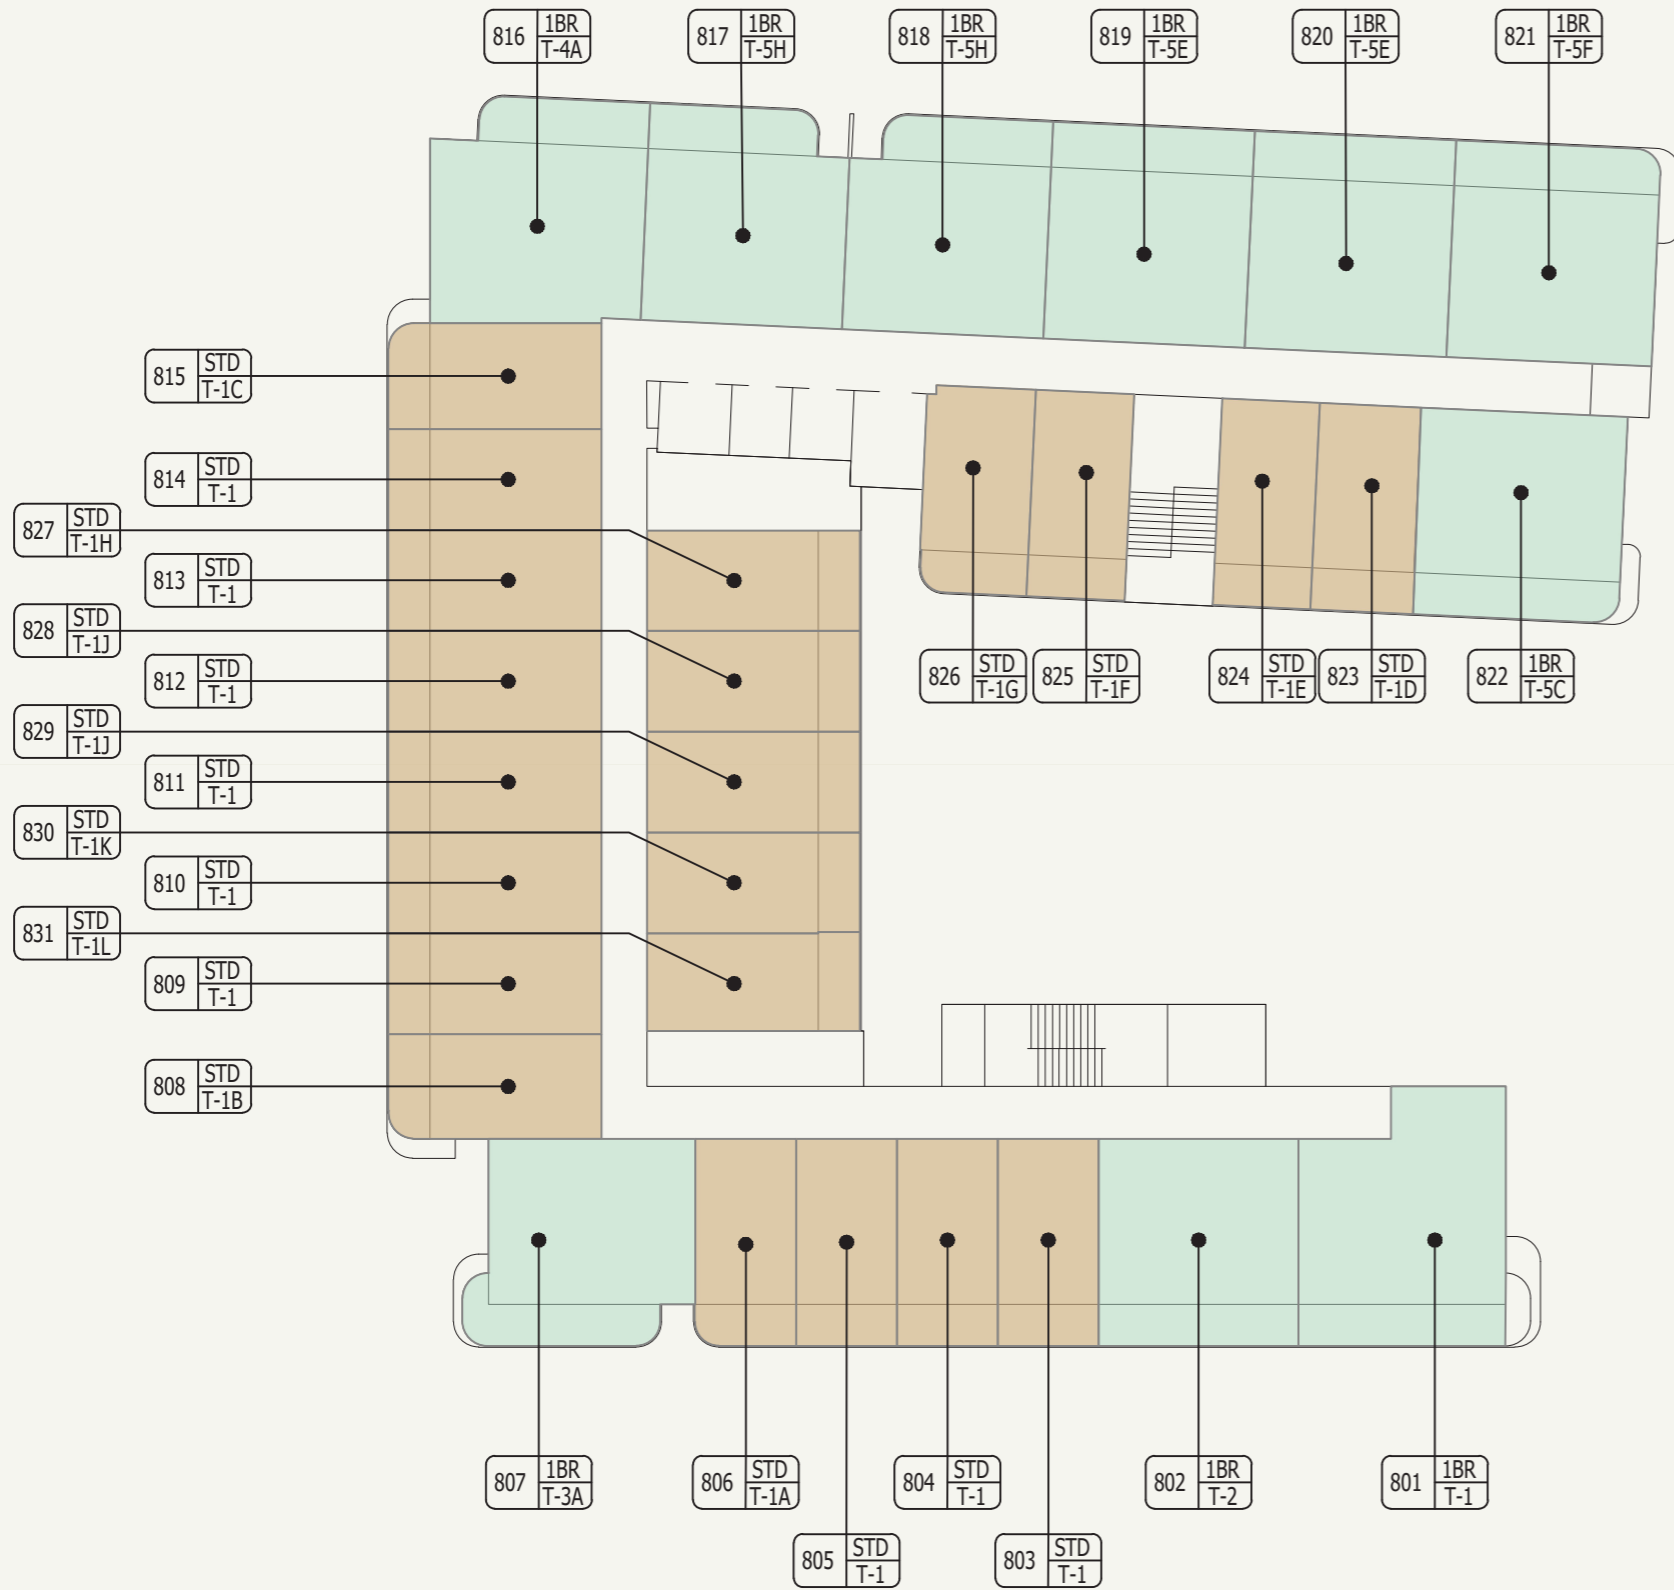 816 1BR T-4A
817 1BR T-5H
818 1BR T-5H
819 1BR T-5E
820 1BR T-5E
821 1BR T-5F
815 STD T-1C
814 STD T-1
827 STD T-1H
813 STD T-1
828 STD T-1J
812 STD T-1
829 STD T-1J
811 STD T-1
830 STD T-1K
810 STD T-1
831 STD T-1L
809 STD T-1
808 STD T-1B
826 STD T-1G
825 STD T-1F
824 STD T-1E
823 STD T-1D
822 1BR T-5C
807 1BR T-3A
806 STD T-1A
804 STD T-1
802 1BR T-2
801 1BR T-1
805 STD T-1
803 STD T-1